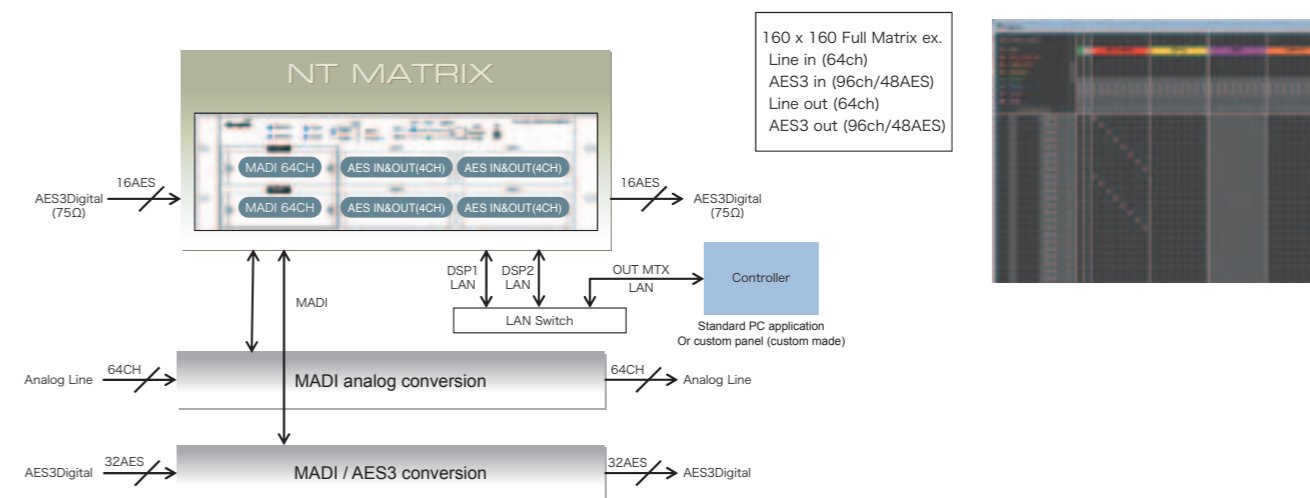 160 x 160 Full Matrix ex.
Line in (64ch)
AES3 in (96ch/48AES)
Line out (64ch)
AES3 out (96ch/48AES)
NT MATRIX
MADI 64CH
AES IN&OUT(4CH)
AES IN&OUT(4CH)
MADI 64CH
AES IN&OUT(4CH)
AES IN&OUT(4CH)
16AES
AES3Digital
(75Ω)
16AES
AES3Digital
(75Ω)
DSP1
LAN
DSP2
LAN
OUT MTX
LAN
Controller
MADI
LAN Switch
Standard PC application
Or custom panel (custom made)
Analog Line
64CH
MADI analog conversion
64CH
Analog Line
AES3Digital
32AES
MADI / AES3 conversion
32AES
AES3Digital